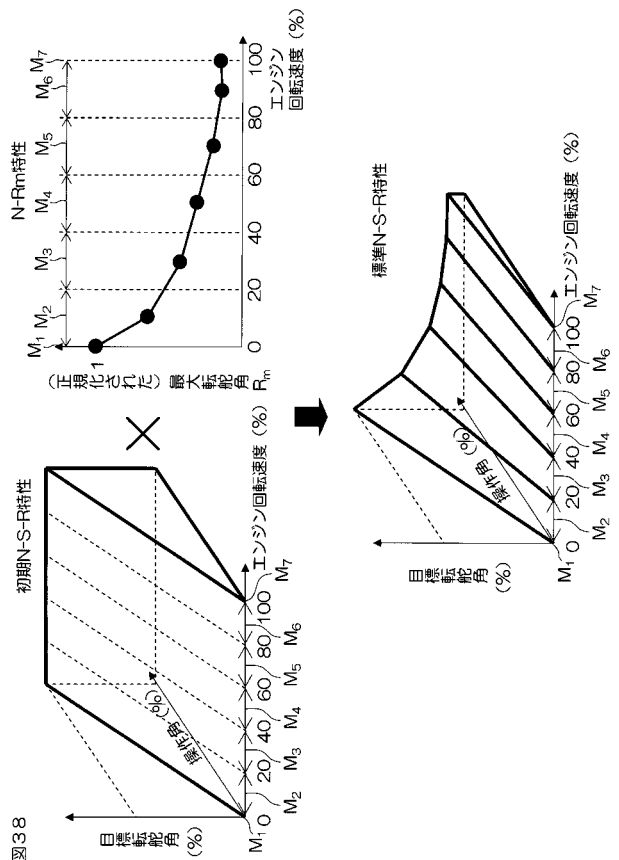 図38
初期N-S-R特性
目標転舵角
(%)
操作角(%)
エンジン回転速度(%)
0
20
40
60
80
100
M1
M2
M3
M4
M5
M6
M7
×
N-Rm特性
(正規化された)最大転舵角 Rm
1
M1
M2
M3
M4
M5
M6
M7
0
20
40
60
80
100
エンジン
回転速度(%)
標準N-S-R特性
目標転舵角
(%)
操作角(%)
エンジン回転速度(%)
0
20
40
60
80
100
M1
M2
M3
M4
M5
M6
M7